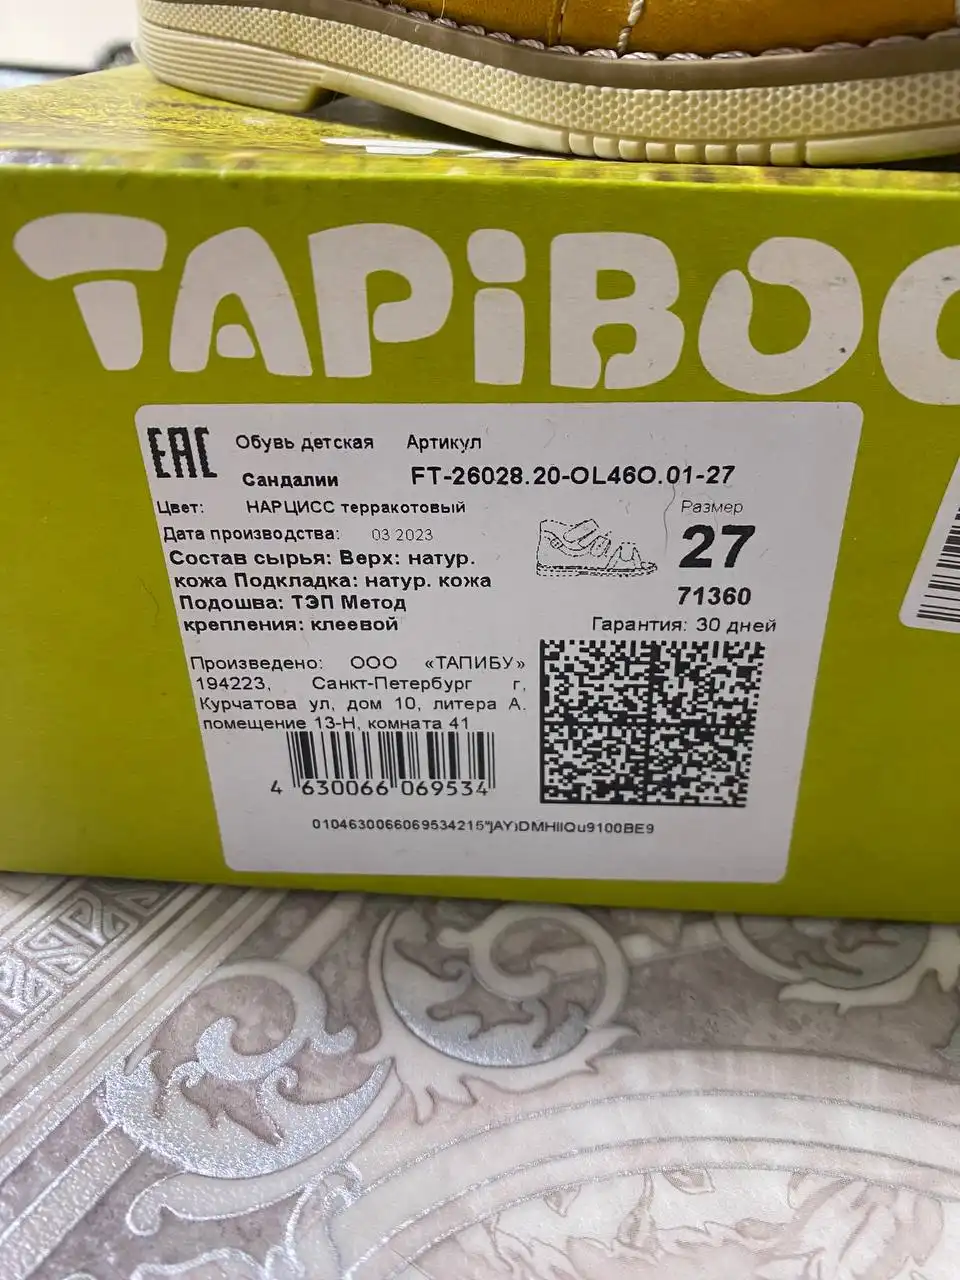 TAPiBOO
EAC
Обувь детская Артикул
Сандалии FT-26028.20-OL46O.01-27
Цвет: НАРЦИСС терракотовый
Размер
Дата производства: 03 2023
27
Состав сырья: Верх: натур.
кожа Подкладка: натур. кожа
71360
Подошва: ТЭП Метод
крепления: клеевой
Гарантия: 30 дней
Произведено: ООО «ТАПИБУ»
194223, Санкт-Петербург г,
Курчатова ул, дом 10, литера А.
помещение 13-Н, комната 41
4 630066 069534